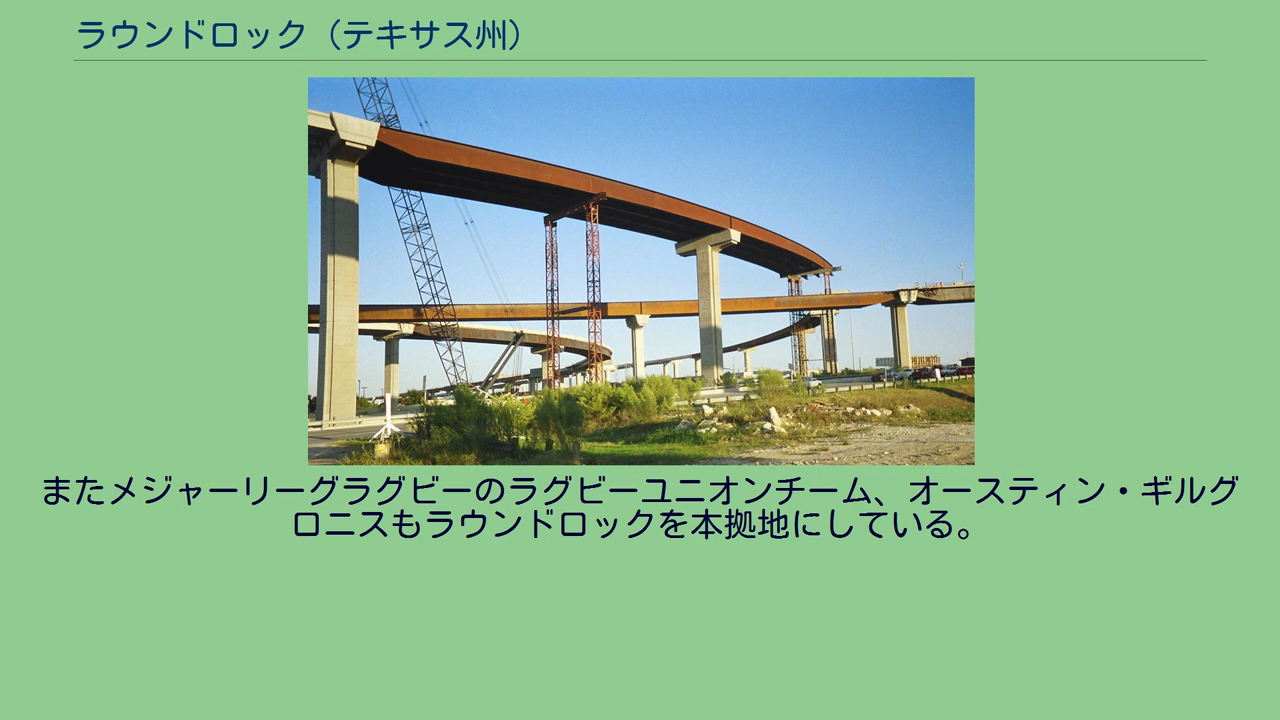 ラウンドロック（テキサス州）
またメジャーリーグラグビーのラグビーユニオンチーム、オースティン・ギルグ
ロニスもラウンドロックを本拠地にしている。